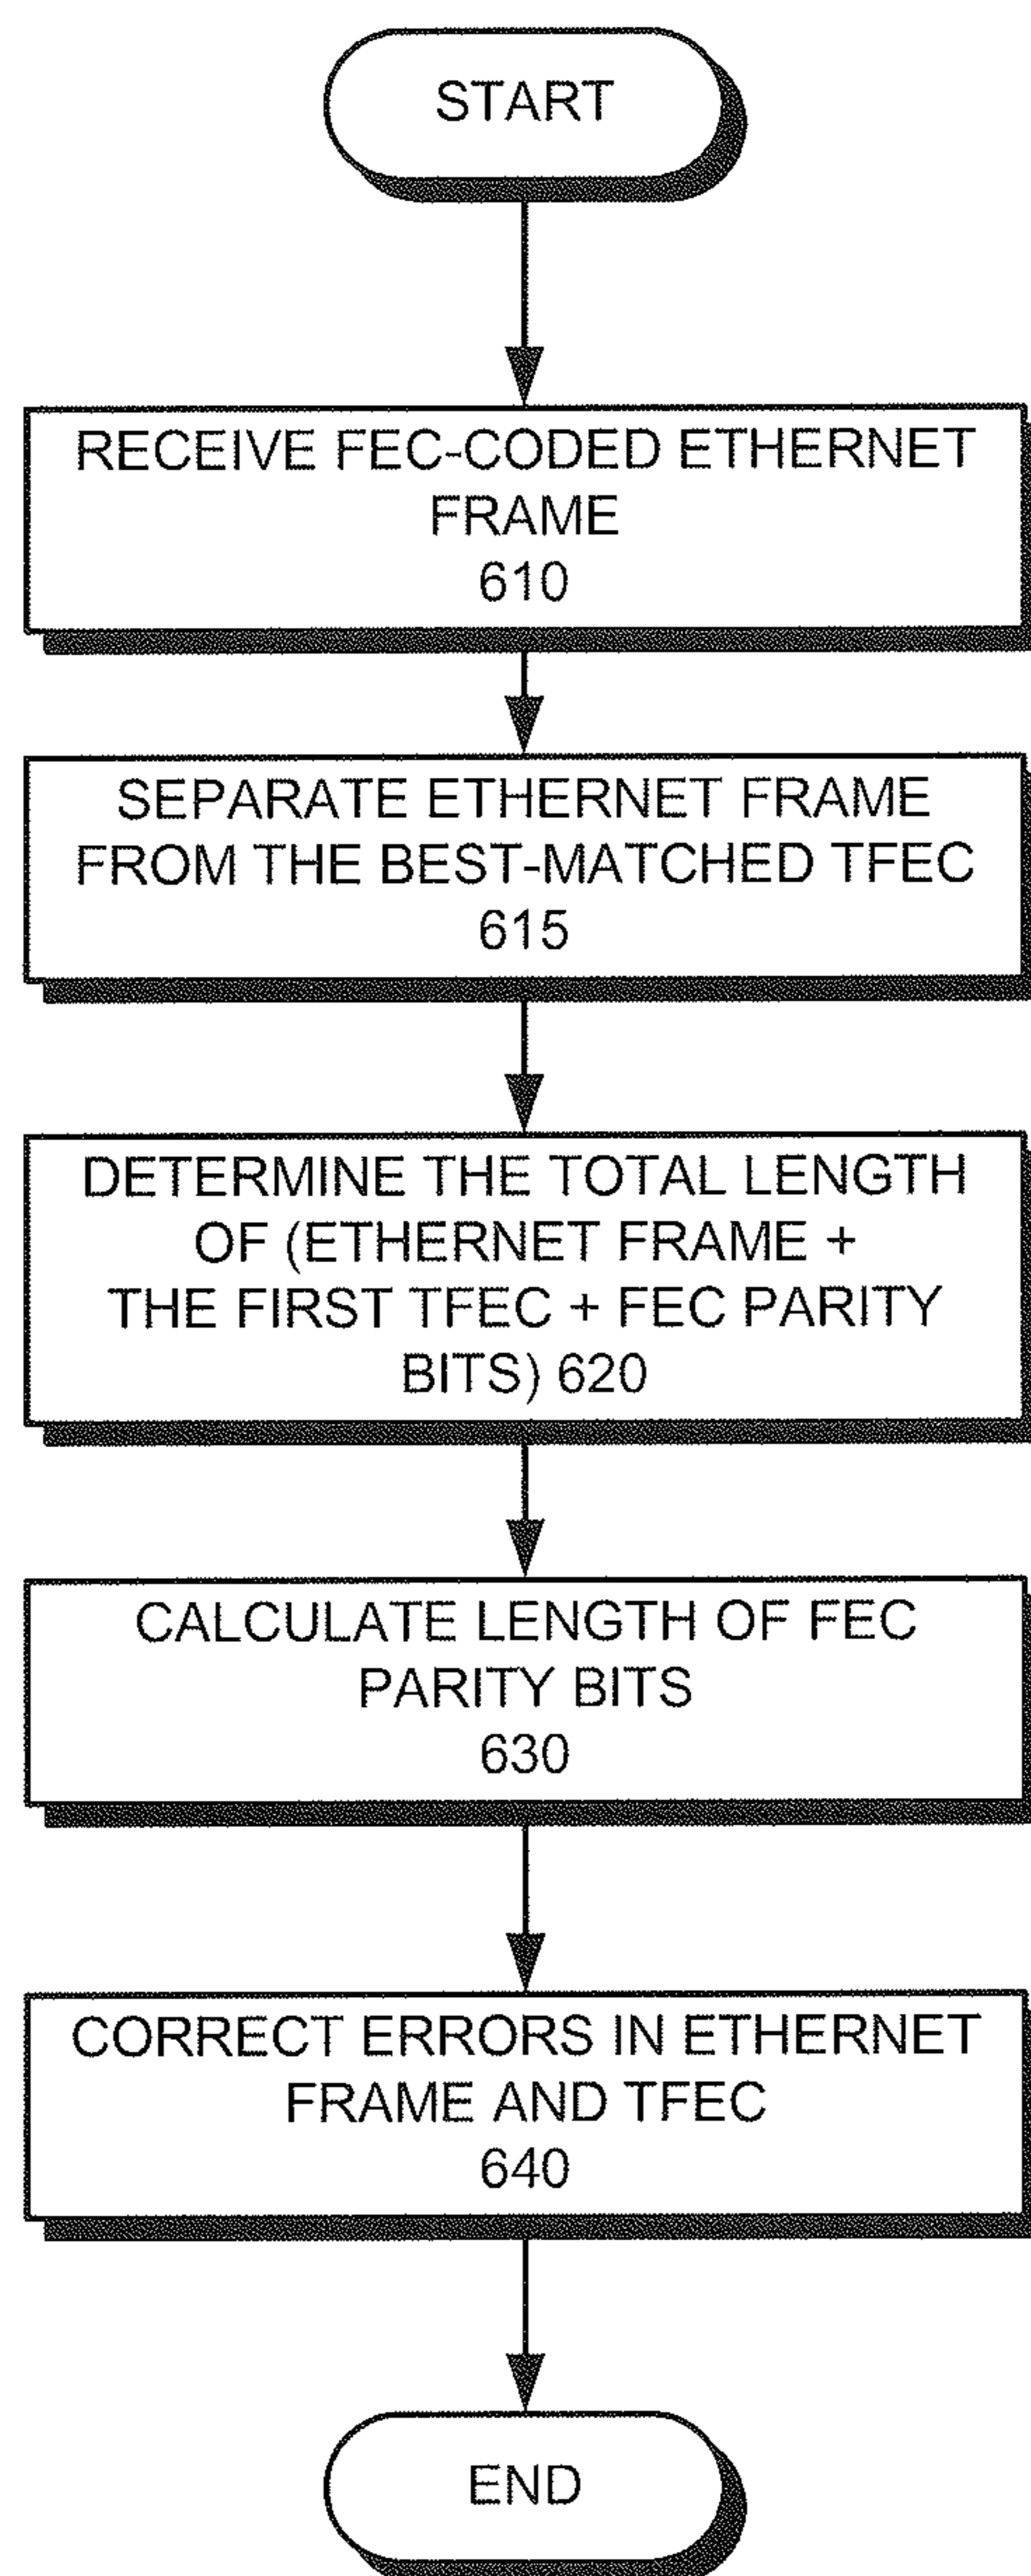 START
RECEIVE FEC-CODED ETHERNET
FRAME
610
SEPARATE ETHERNET FRAME
FROM THE BEST-MATCHED TFEC
615
DETERMINE THE TOTAL LENGTH
OF (ETHERNET FRAME +
THE FIRST TFEC + FEC PARITY
BITS) 620
CALCULATE LENGTH OF FEC
PARITY BITS
630
CORRECT ERRORS IN ETHERNET
FRAME AND TFEC
640
END